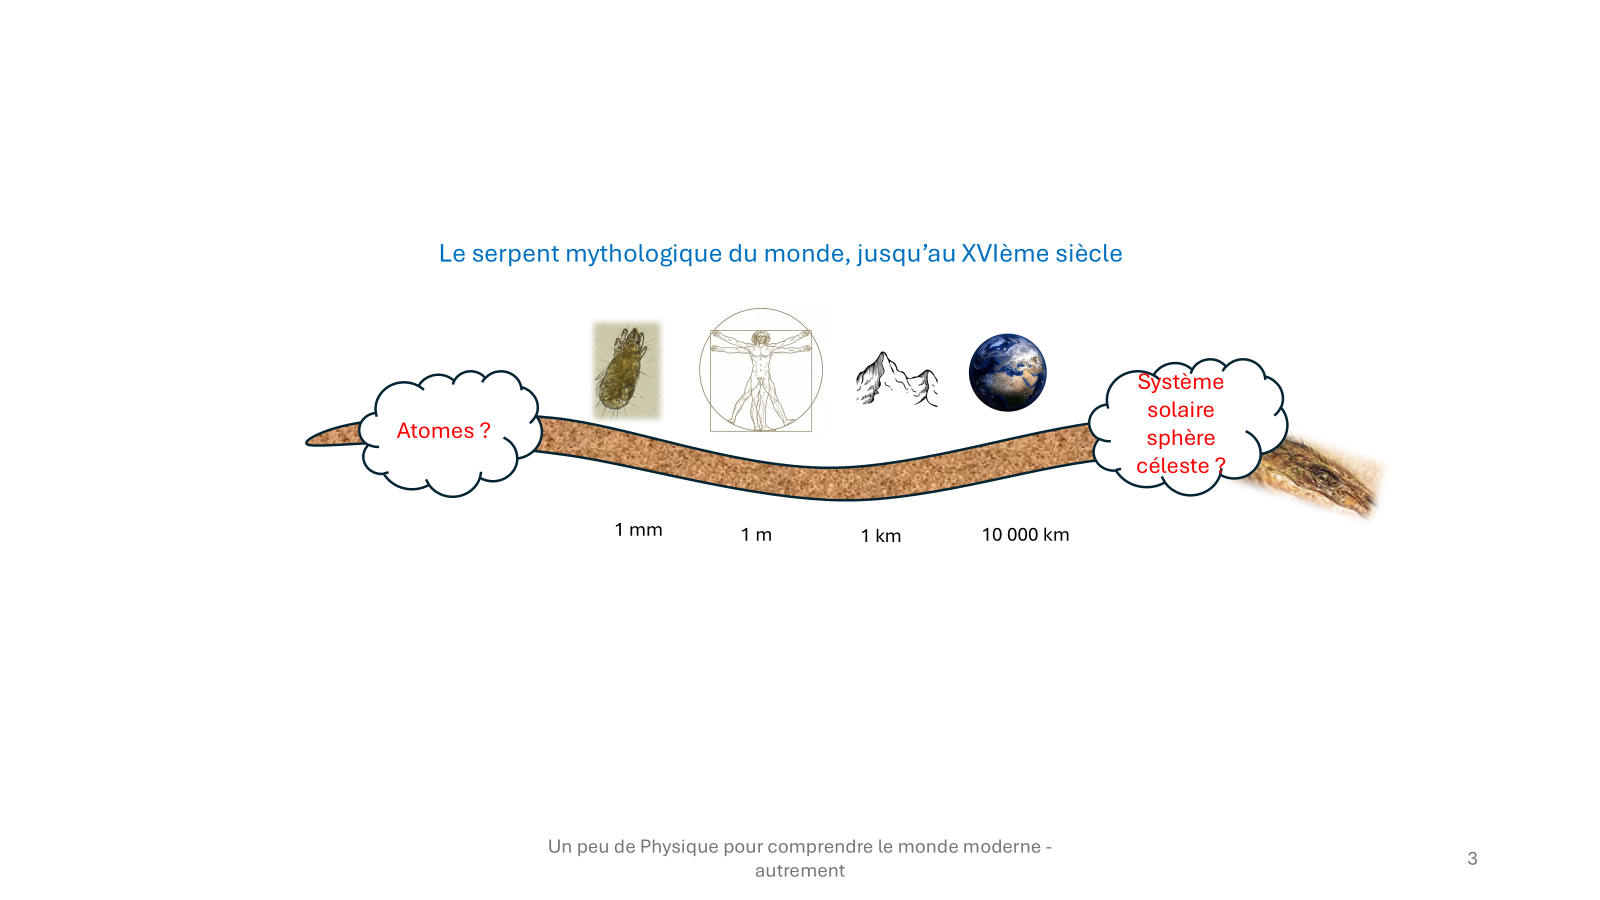 Le serpent mythologique du monde, jusqu’au XVIème siècle
Atomes ?
Système
solaire
sphère
céleste ?
1 mm
1 m
1 km
10 000 km
Un peu de Physique pour comprendre le monde moderne -
autrement
3